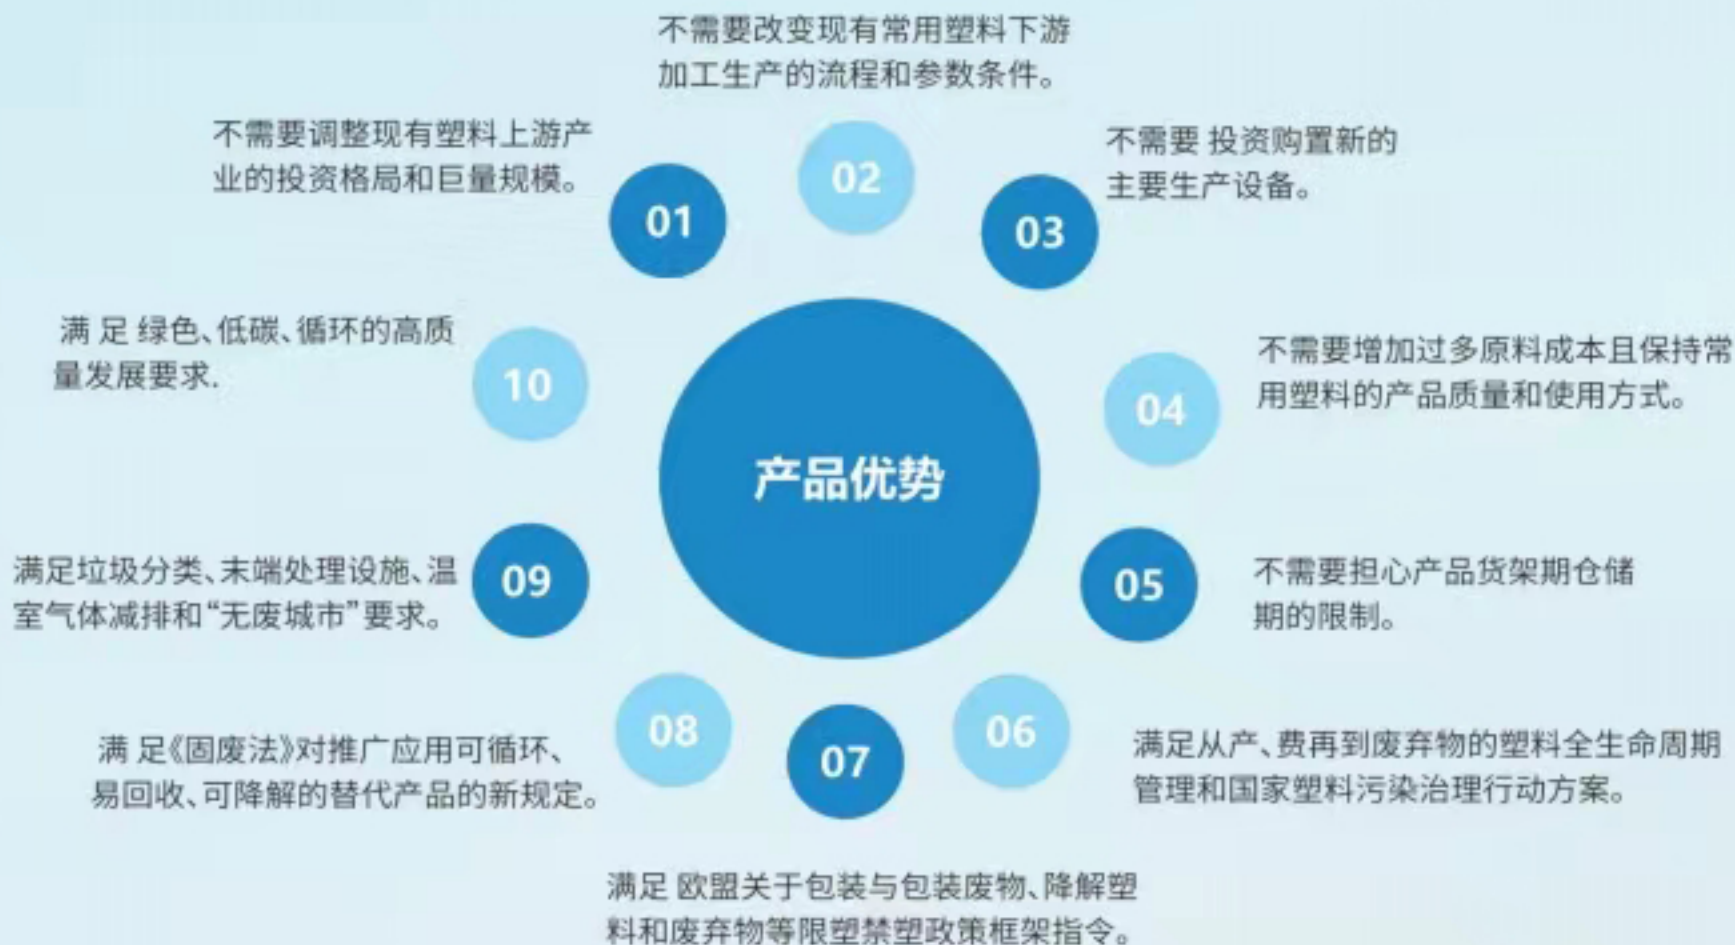 产品优势
01
不需要调整现有塑料上游产
业的投资格局和巨量规模。
02
不需要改变现有常用塑料下游
加工生产的流程和参数条件。
03
不需要 投资购置新的
主要生产设备。
04
不需要增加过多原料成本且保持常
用塑料的产品质量和使用方式。
05
不需要担心产品货架期仓储
期的限制。
06
满足从产、费再到废弃物的塑料全生命周期
管理和国家塑料污染治理行动方案。
07
满足 欧盟关于包装与包装废物、降解塑
料和废弃物等限塑禁塑政策框架指令。
08
满 足《固废法》对推广应用可循环、
易回收、可降解的替代产品的新规定。
09
满足垃圾分类、末端处理设施、温
室气体减排和“无废城市”要求。
10
满 足 绿色、低碳、循环的高质
量发展要求.